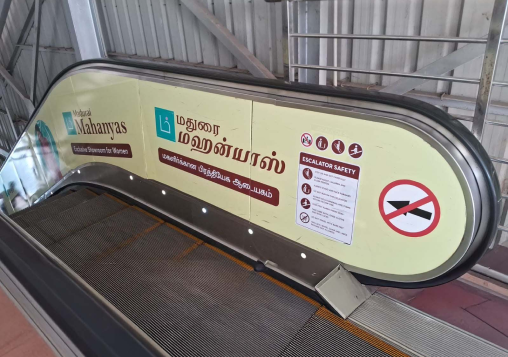 Madurai
Mahanyas
Exclusive Showroom for Women
மதுரை
மஹன்யாஸ்
மகளிர்க்கான பிரத்தியேக ஆடையகம்
ESCALATOR SAFETY